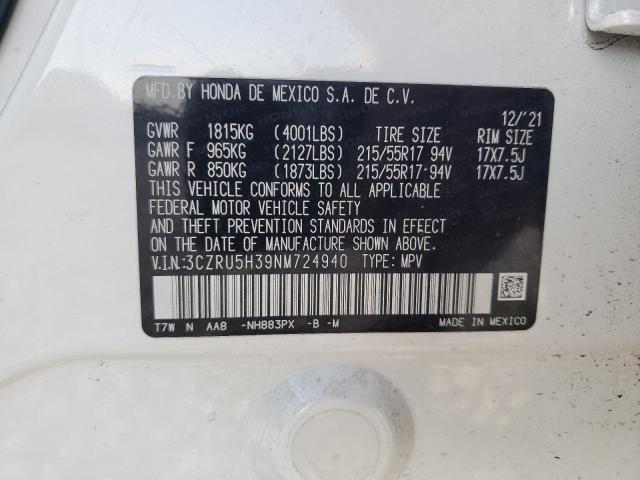 MFD.BY HONDA DE MEXICO S.A. DE C.V.
12/'21
GVWR 1815KG (4001LBS) TIRE SIZE RIM SIZE
GAWR F 965KG (2127LBS) 215/55R17 94V 17X7.5J
GAWR R 850KG (1873LBS) 215/55R17 94V 17X7.5J
THIS VEHICLE CONFORMS TO ALL APPLICABLE
FEDERAL MOTOR VEHICLE SAFETY
AND THEFT PREVENTION STANDARDS IN EFFECT
ON THE DATE OF MANUFACTURE SHOWN ABOVE.
V.I.N.:3CZRU5H39NM724940 TYPE: MPV
T7W N AA8 -NH883PX -B -M
MADE IN MEXICO